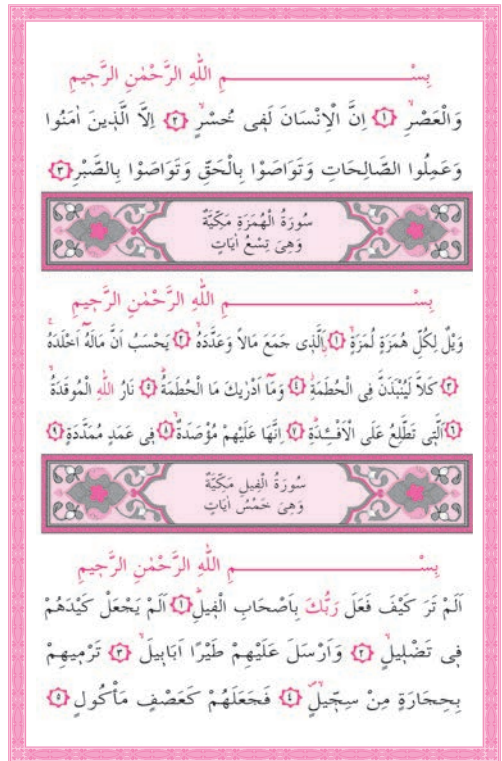 بِسْــــــــــــمِ اللّٰهِ الرَّحْمٰنِ الرَّحٖيمِ
وَالْعَصْرِۙ ﴿١﴾ اِنَّ الْاِنْسَانَ لَفٖى خُسْرٍۙ ﴿٢﴾ اِلَّا الَّذٖينَ اٰمَنُوا
وَعَمِلُوا الصَّالِحَاتِ وَتَوَاصَوْا بِالْحَقِّ وَتَوَاصَوْا بِالصَّبْرِ ﴿٣﴾
سُورَةُ الْهُمَزَةِ مَكِّيَّةٌ
وَهِىَ تِسْعُ اٰيَاتٍ
بِسْــــــــــــمِ اللّٰهِ الرَّحْمٰنِ الرَّحٖيمِ
وَيْلٌ لِكُلِّ هُمَزَةٍ لُمَزَةٍۙ ﴿١﴾ اَلَّذٖى جَمَعَ مَالًا وَعَدَّدَهُۙ ﴿٢﴾ يَحْسَبُ اَنَّ مَالَهُٓ اَخْلَدَهُۚ
﴿٣﴾ كَلَّا لَيُنْبَذَنَّ فِى الْحُطَمَةِۘ ﴿٤﴾ وَمَٓا اَدْرٰيكَ مَا الْحُطَمَةُۜ ﴿٥﴾ نَارُ اللّٰهِ الْمُوقَدَةُۙ
﴿٦﴾ اَلَّتٖى تَطَّلِعُ عَلَى الْاَفْـِٔدَةِۜ ﴿٧﴾ اِنَّهَا عَلَيْهِمْ مُؤْصَدَةٌۙ ﴿٨﴾ فٖى عَمَدٍ مُمَدَّدَةٍ ﴿٩﴾
سُورَةُ الْفٖيلِ مَكِّيَّةٌ
وَهِىَ خَمْسُ اٰيَاتٍ
بِسْــــــــــــمِ اللّٰهِ الرَّحْمٰنِ الرَّحٖيمِ
اَلَمْ تَرَ كَيْفَ فَعَلَ رَبُّكَ بِاَصْحَابِ الْفٖيلِۜ ﴿١﴾ اَلَمْ يَجْعَلْ كَيْدَهُمْ
فٖى تَضْلٖيلٍۙ ﴿٢﴾ وَاَرْسَلَ عَلَيْهِمْ طَيْرًا اَبَابٖيلَۙ ﴿٣﴾ تَرْمٖيهِمْ
بِحِجَارَةٍ مِنْ سِجّٖيلٍۙ ﴿٤﴾ فَجَعَلَهُمْ كَعَصْفٍ مَأْكُولٍ ﴿٥﴾